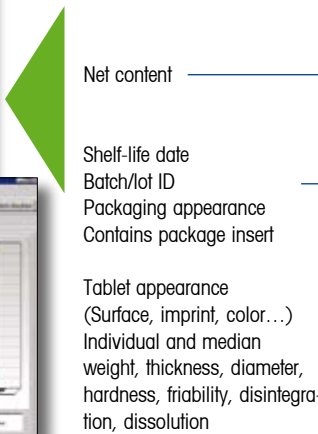 Net content
Shelf-life date
Batch/lot ID
Packaging appearance
Contains package insert
Tablet appearance
(Surface, imprint, color…)
Individual and median
weight, thickness, diameter,
hardness, friability, disintegra-
tion, dissolution